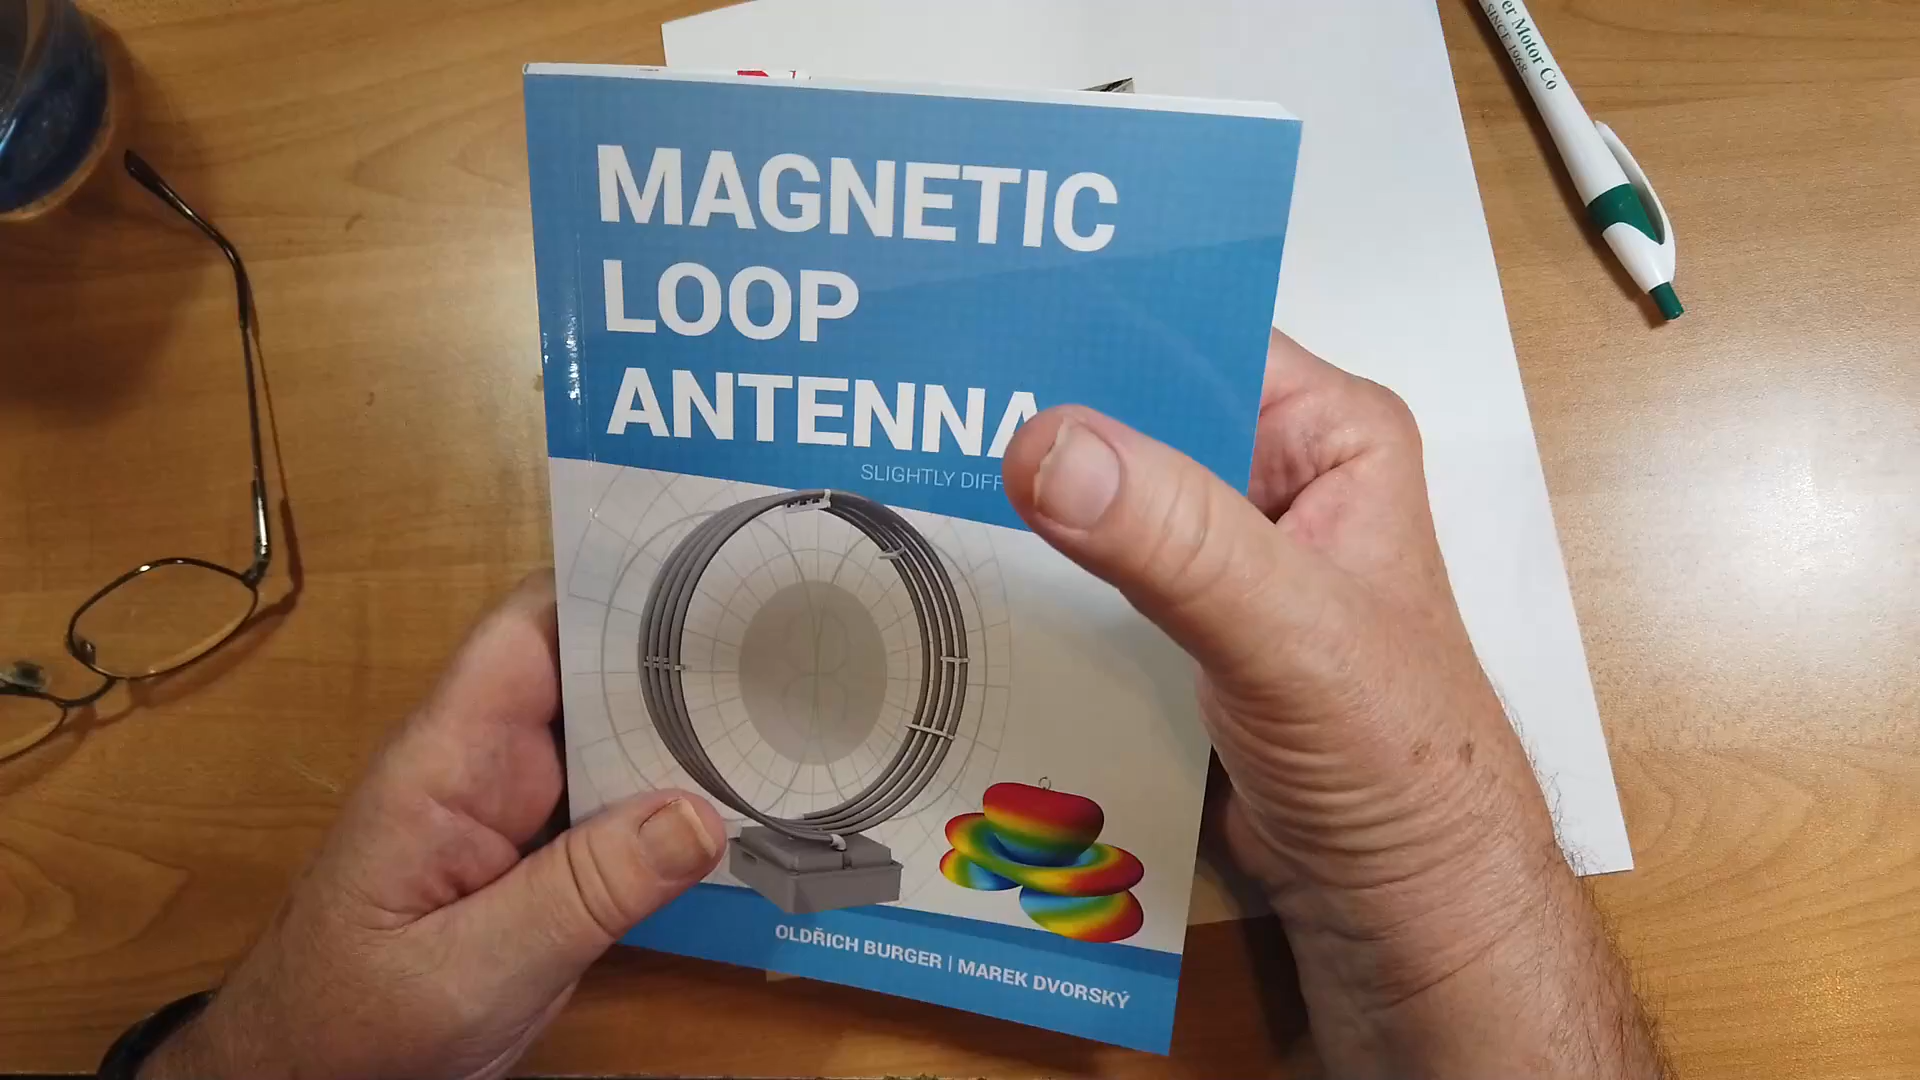 MAGNETIC
LOOP
ANTENNA
SLIGHTLY DIFF
OLDŘICH BURGER | MAREK DVORSKÝ
er Motor Co
SINCE 1968